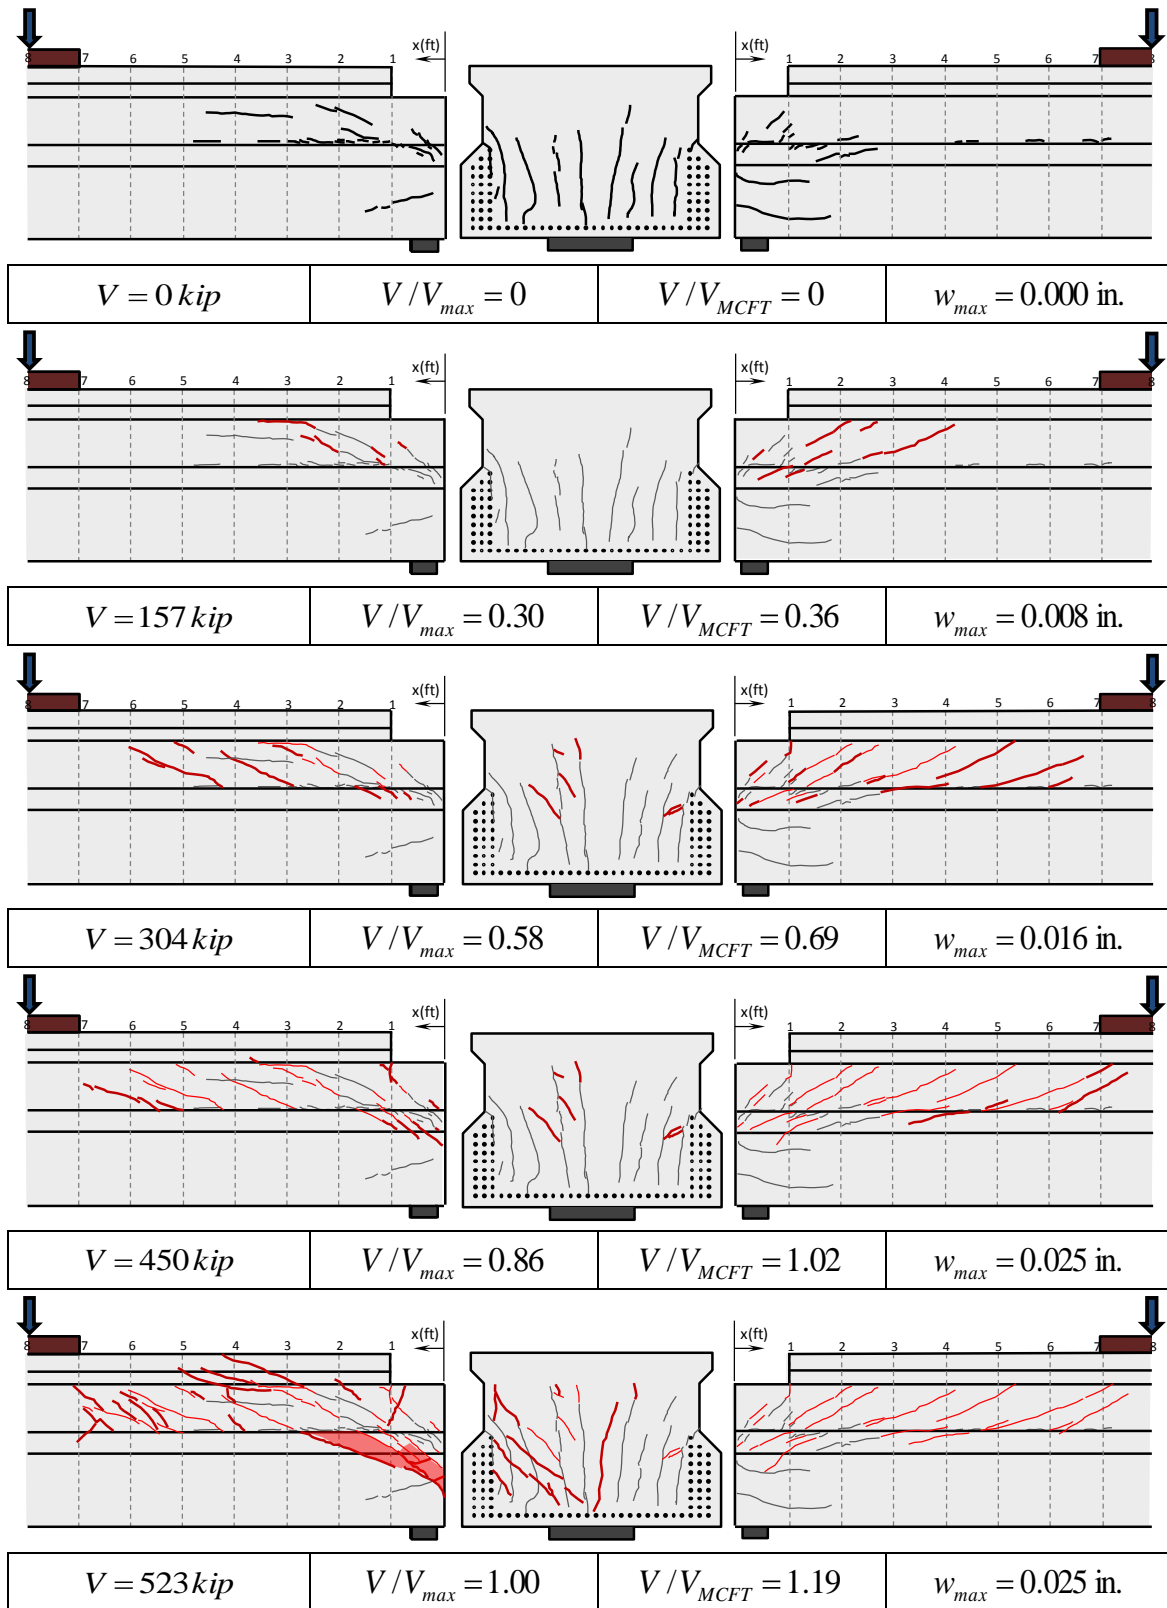 x(ft) x(ft)
8 7 6 5 4 3 2 1 1 2 3 4 5 6 7 8
V = 0 kip V/V_max = 0 V/V_MCFT = 0 w_max = 0.000 in.
x(ft) x(ft)
8 7 6 5 4 3 2 1 1 2 3 4 5 6 7 8
V = 157 kip V/V_max = 0.30 V/V_MCFT = 0.36 w_max = 0.008 in.
x(ft) x(ft)
8 7 6 5 4 3 2 1 1 2 3 4 5 6 7 8
V = 304 kip V/V_max = 0.58 V/V_MCFT = 0.69 w_max = 0.016 in.
x(ft) x(ft)
8 7 6 5 4 3 2 1 1 2 3 4 5 6 7 8
V = 450 kip V/V_max = 0.86 V/V_MCFT = 1.02 w_max = 0.025 in.
x(ft) x(ft)
8 7 6 5 4 3 2 1 1 2 3 4 5 6 7 8
V = 523 kip V/V_max = 1.00 V/V_MCFT = 1.19 w_max = 0.025 in.